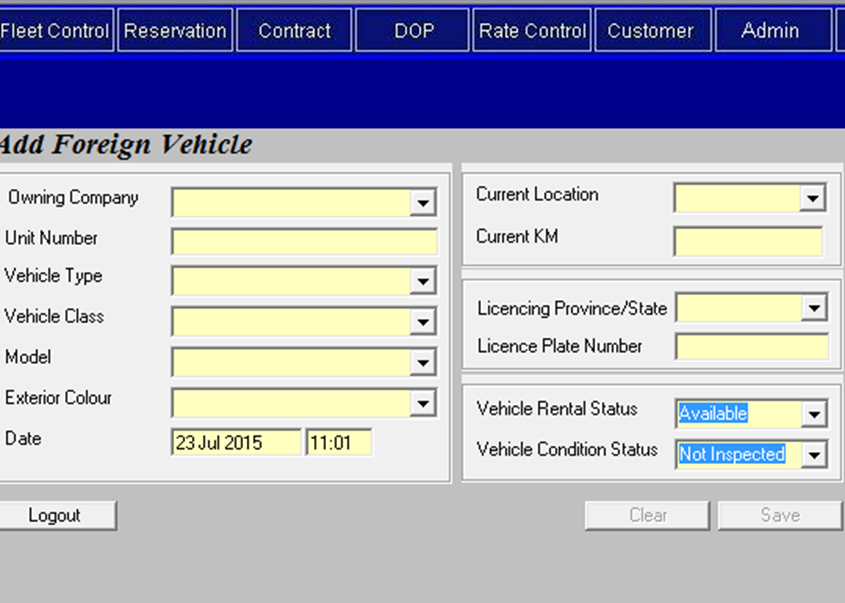 Fleet Control Reservation Contract DOP Rate Control Customer Admin
Add Foreign Vehicle
Owning Company
Unit Number
Vehicle Type
Vehicle Class
Model
Exterior Colour
Date 23 Jul 2015 11:01
Current Location
Current KM
Licencing Province/State
Licence Plate Number
Vehicle Rental Status Available
Vehicle Condition Status Not Inspected
Logout Clear Save